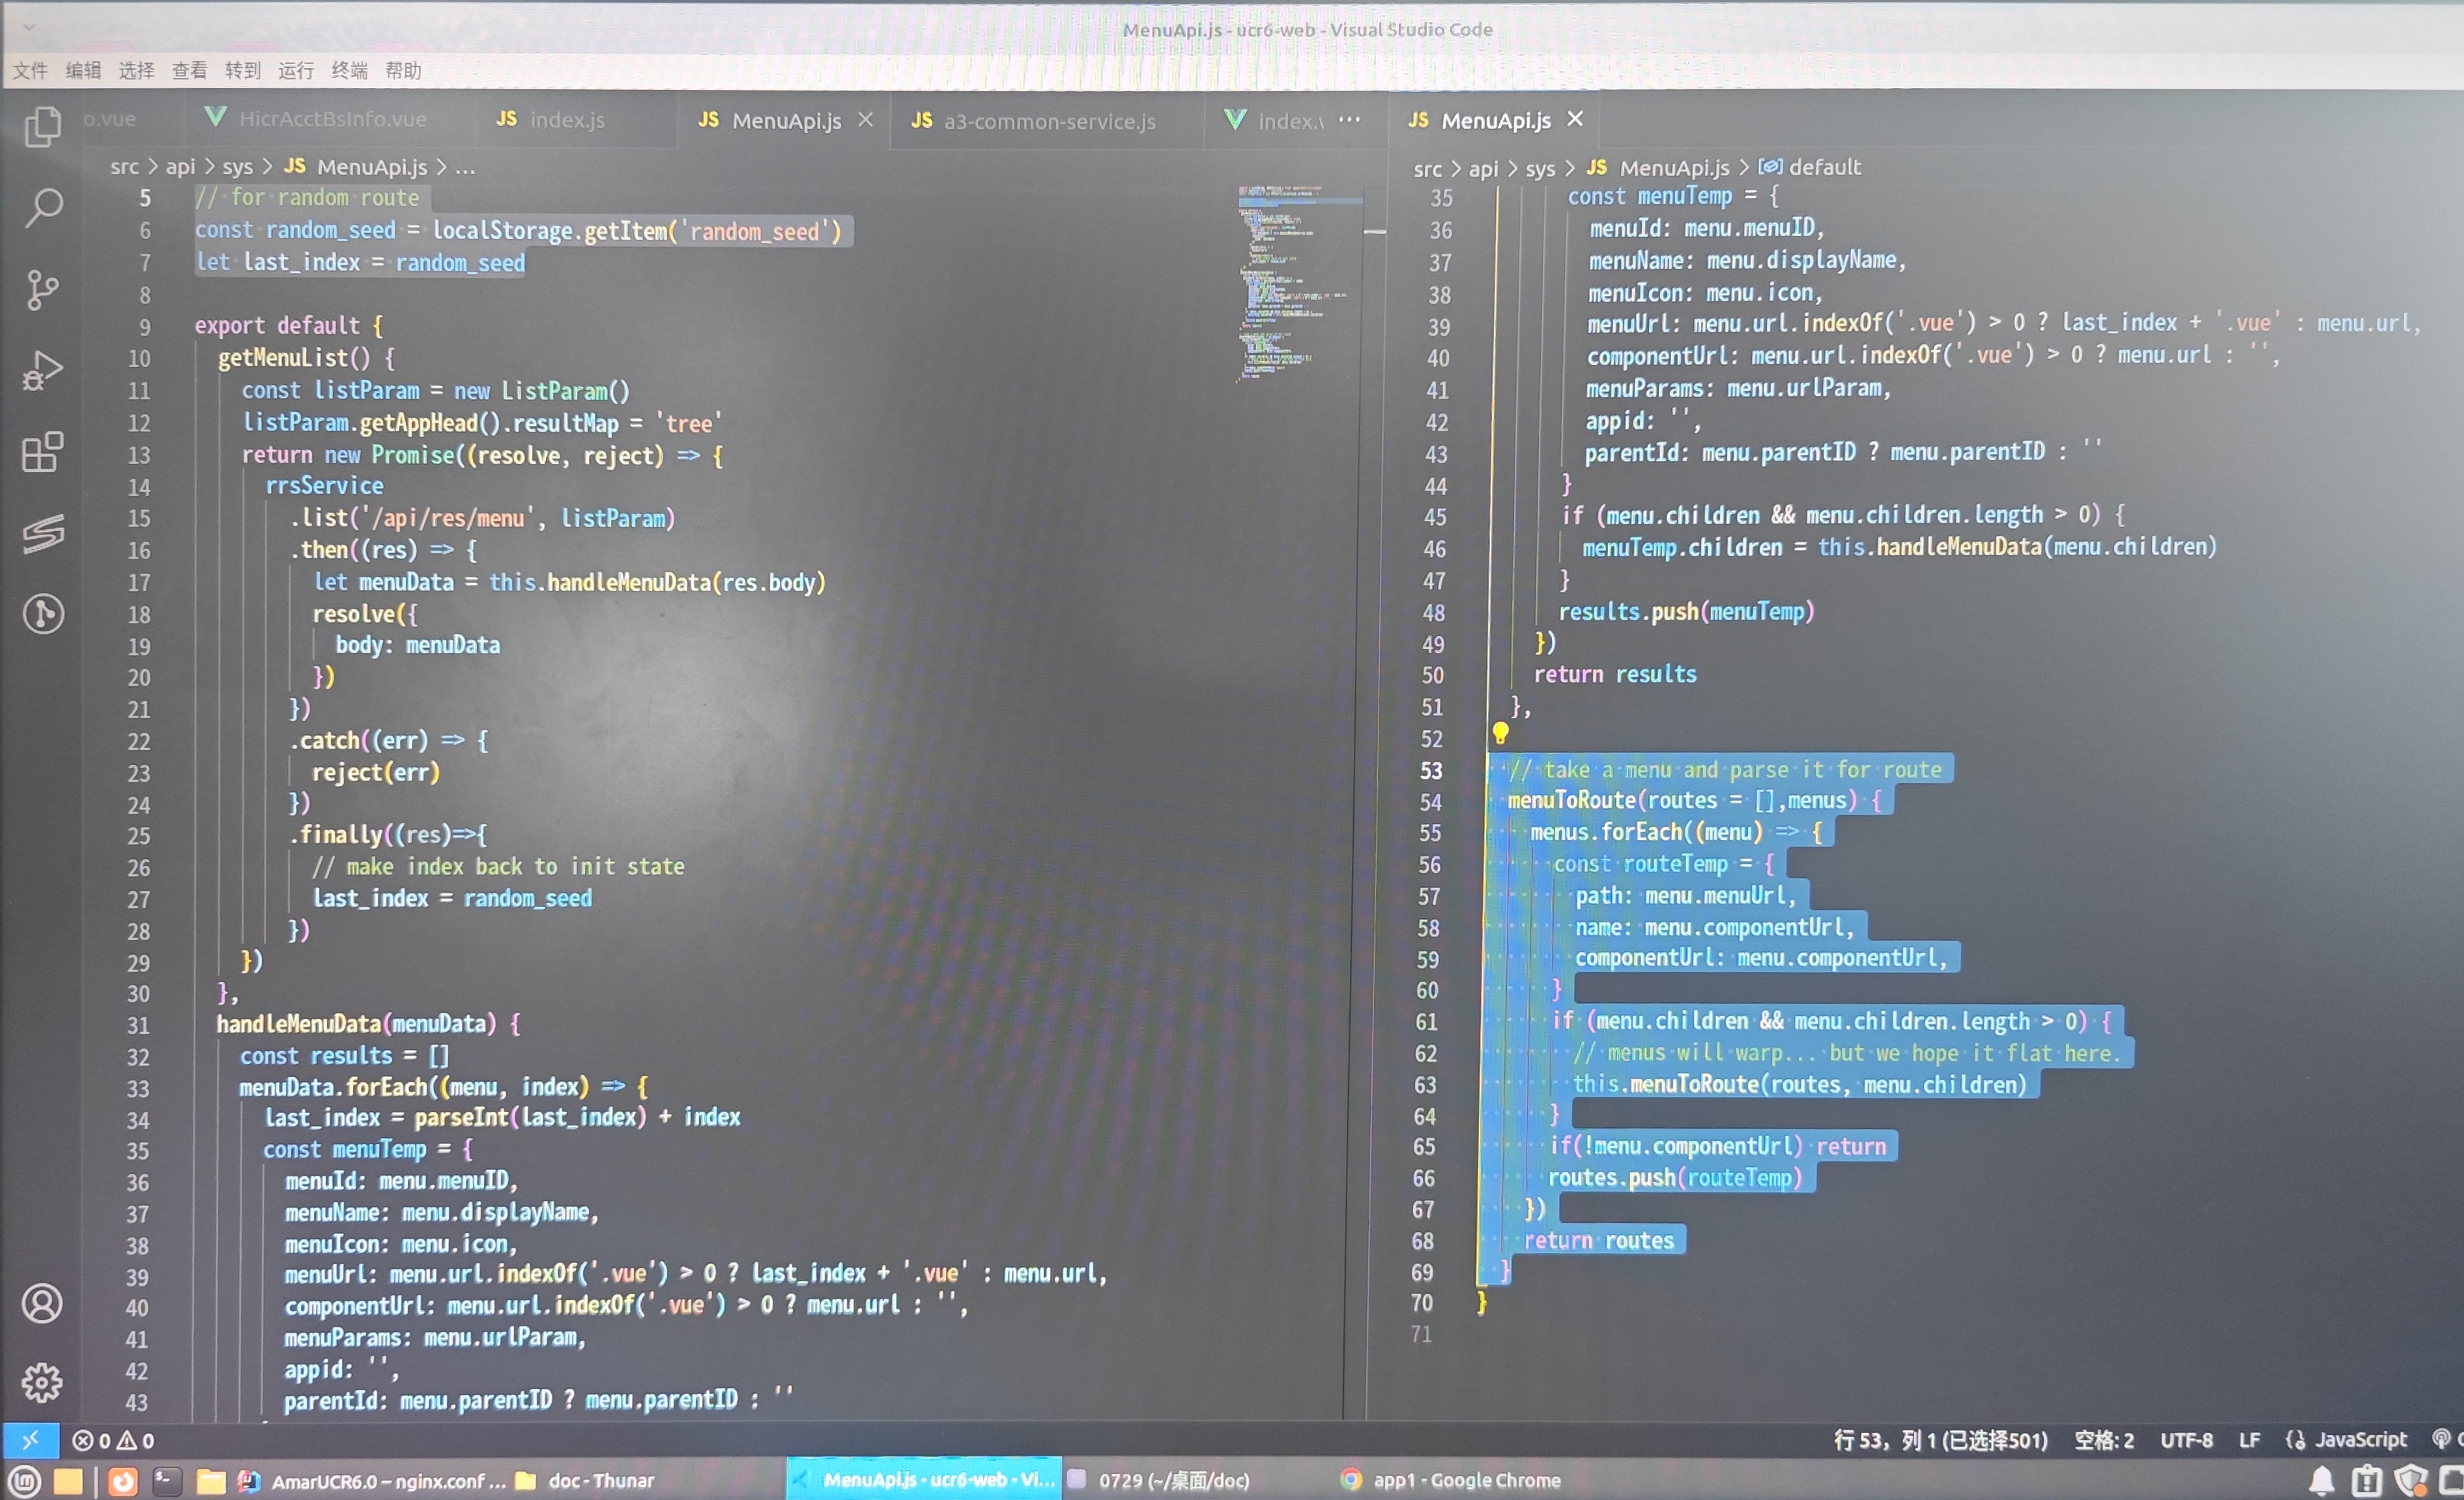 MenuApi.js - ucr6-web - Visual Studio Code
文件 编辑 选择 查看 转到 运行 终端 帮助
o.vue HicrAcctBsInfo.vue JS index.js JS MenuApi.js JS a3-common-service.js index.v ...
src > api > sys > JS MenuApi.js > ...
5 // for random route
6 const random_seed = localStorage.getItem('random_seed')
7 let last_index = random_seed
8
9 export default {
10 getMenuList() {
11 const listParam = new ListParam()
12 listParam.getAppHead().resultMap = 'tree'
13 return new Promise((resolve, reject) => {
14 rrsService
15 .list('/api/res/menu', listParam)
16 .then((res) => {
17 let menuData = this.handleMenuData(res.body)
18 resolve({
19 body: menuData
20 })
21 })
22 .catch((err) => {
23 reject(err)
24 })
25 .finally((res)=>{
26 // make index back to init state
27 last_index = random_seed
28 })
29 })
30 },
31 handleMenuData(menuData) {
32 const results = []
33 menuData.forEach((menu, index) => {
34 last_index = parseInt(last_index) + index
35 const menuTemp = {
36 menuId: menu.menuID,
37 menuName: menu.displayName,
38 menuIcon: menu.icon,
39 menuUrl: menu.url.indexOf('.vue') > 0 ? last_index + '.vue' : menu.url,
40 componentUrl: menu.url.indexOf('.vue') > 0 ? menu.url : '',
41 menuParams: menu.urlParam,
42 appid: '',
43 parentId: menu.parentID ? menu.parentID : ''
JS MenuApi.js
src > api > sys > JS MenuApi.js > default
35 const menuTemp = {
36 menuId: menu.menuID,
37 menuName: menu.displayName,
38 menuIcon: menu.icon,
39 menuUrl: menu.url.indexOf('.vue') > 0 ? last_index + '.vue' : menu.url,
40 componentUrl: menu.url.indexOf('.vue') > 0 ? menu.url : '',
41 menuParams: menu.urlParam,
42 appid: '',
43 parentId: menu.parentID ? menu.parentID : ''
44 }
45 if (menu.children && menu.children.length > 0) {
46 menuTemp.children = this.handleMenuData(menu.children)
47 }
48 results.push(menuTemp)
49 })
50 return results
51 },
52
53 // take a menu and parse it for route
54 menuToRoute(routes = [],menus) {
55 menus.forEach((menu) => {
56 const routeTemp = {
57 path: menu.menuUrl,
58 name: menu.componentUrl,
59 componentUrl: menu.componentUrl,
60 }
61 if (menu.children && menu.children.length > 0) {
62 // menus will warp... but we hope it flat here.
63 this.menuToRoute(routes, menu.children)
64 }
65 if(!menu.componentUrl) return
66 routes.push(routeTemp)
67 })
68 return routes
69 }
70 }
71
0 0 行 53，列 1 (已选择501) 空格: 2 UTF-8 LF {} JavaScript
AmarUCR6.0 – nginx.conf ... doc - Thunar MenuApi.js - ucr6-web - Vi... 0729 (~/桌面/doc) app1 - Google Chrome